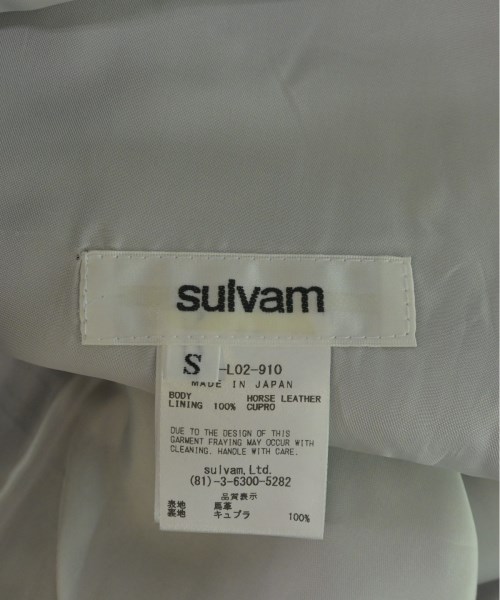 sulvam
S -L02-910
MADE IN JAPAN
BODY HORSE LEATHER
LINING 100% CUPRO
DUE TO THE DESIGN OF THIS
GARMENT FRAYING MAY OCCUR WITH
CLEANING. HANDLE WITH CARE.
sulvam,Ltd.
(81)-3-6300-5282
品質表示
表地 馬革
裏地 キュプラ 100%